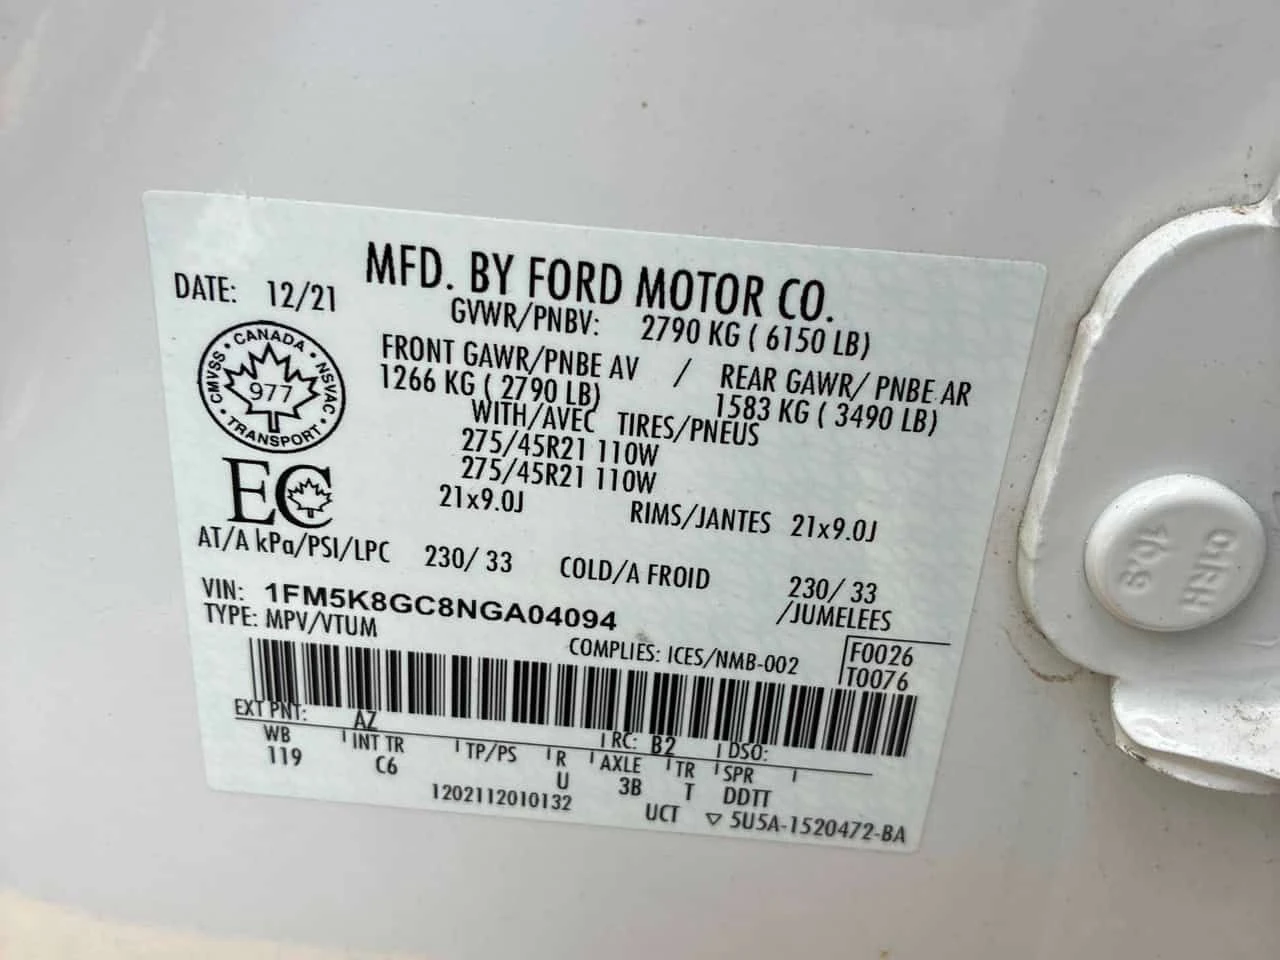 MFD. BY FORD MOTOR CO.
DATE: 12/21
GVWR/PNBV: 2790 KG ( 6150 LB)
FRONT GAWR/PNBE AV / REAR GAWR/ PNBE AR
1266 KG ( 2790 LB) 1583 KG ( 3490 LB)
WITH/AVEC TIRES/PNEUS
275/45R21 110W
275/45R21 110W
21x9.0J RIMS/JANTES 21x9.0J
CANADA
CMVSS
NSVAC
977
TRANSPORT
EC
AT/A kPa/PSI/LPC 230/ 33 COLD/A FROID 230/ 33
VIN: 1FM5K8GC8NGA04094 /JUMELEES
TYPE: MPV/VTUM
COMPLIES: ICES/NMB-002
F0026
T0076
EXT PNT: AZ RC: B2 DSO:
WB INT TR TP/PS R AXLE TR SPR
119 C6 U 3B T DDTT
1202112010132 UCT ▽ 5U5A-1520472-BA
01RH
10.9